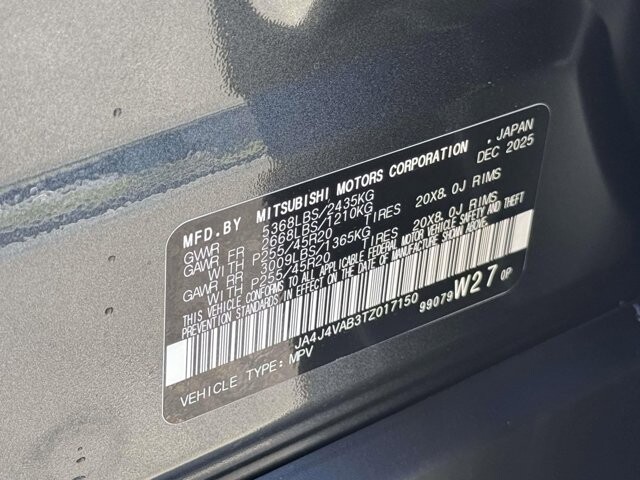 MFD.BY MITSUBISHI MOTORS CORPORATION , JAPAN
DEC 2025
GVWR 5368LBS/2435KG
GAWR FR 2668LBS/1210KG
WITH P255/45R20 TIRES 20X8.0J RIMS
GAWR RR 3009LBS/1365KG
WITH P255/45R20 TIRES 20X8.0J RIMS
THIS VEHICLE CONFORMS TO ALL APPLICABLE FEDERAL MOTOR VEHICLE SAFETY AND THEFT
PREVENTION STANDARDS IN EFFECT ON THE DATE OF MANUFACTURE SHOWN ABOVE.
JA4J4VAB3TZ017150
99079 W27 0P
VEHICLE TYPE: MPV